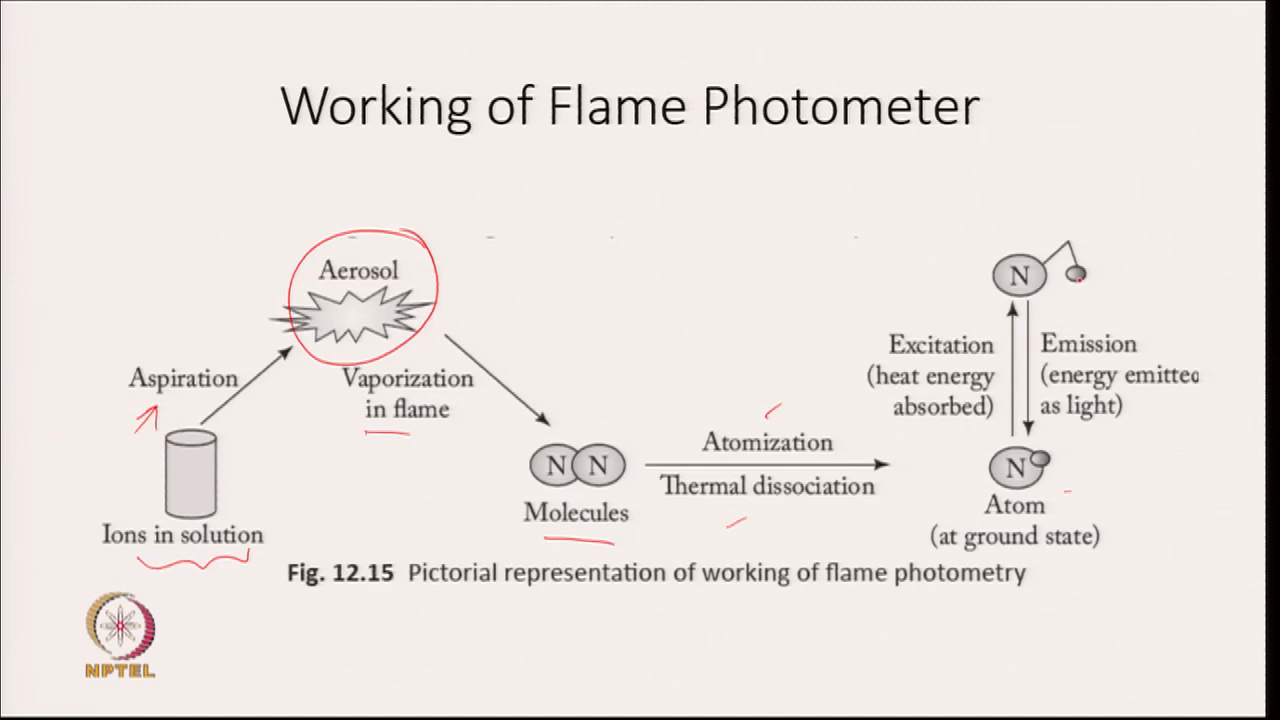 Working of Flame Photometer
Aerosol
N
Aspiration
Vaporization
in flame
Excitation
(heat energy
absorbed)
Emission
(energy emitted
as light)
N N
Atomization
Thermal dissociation
N
Molecules
Atom
Ions in solution
(at ground state)
Fig. 12.15 Pictorial representation of working of flame photometry
NPTEL